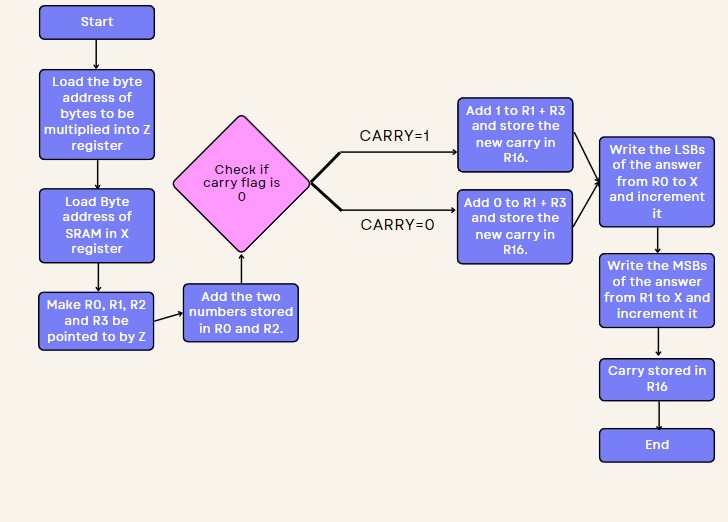 Start
Load the byte
address of
bytes to be
multiplied into Z
register
Load Byte
address of
SRAM in X
register
Make R0, R1, R2
and R3 be
pointed to by Z
Add the two
numbers stored
in R0 and R2.
Check if
carry flag is
0
CARRY=1
Add 1 to R1 + R3
and store the
new carry in
R16.
CARRY=0
Add 0 to R1 + R3
and store the
new carry in
R16.
Write the LSBs
of the answer
from R0 to X
and increment
it
Write the MSBs
of the answer
from R1 to X and
increment it
Carry stored in
R16
End